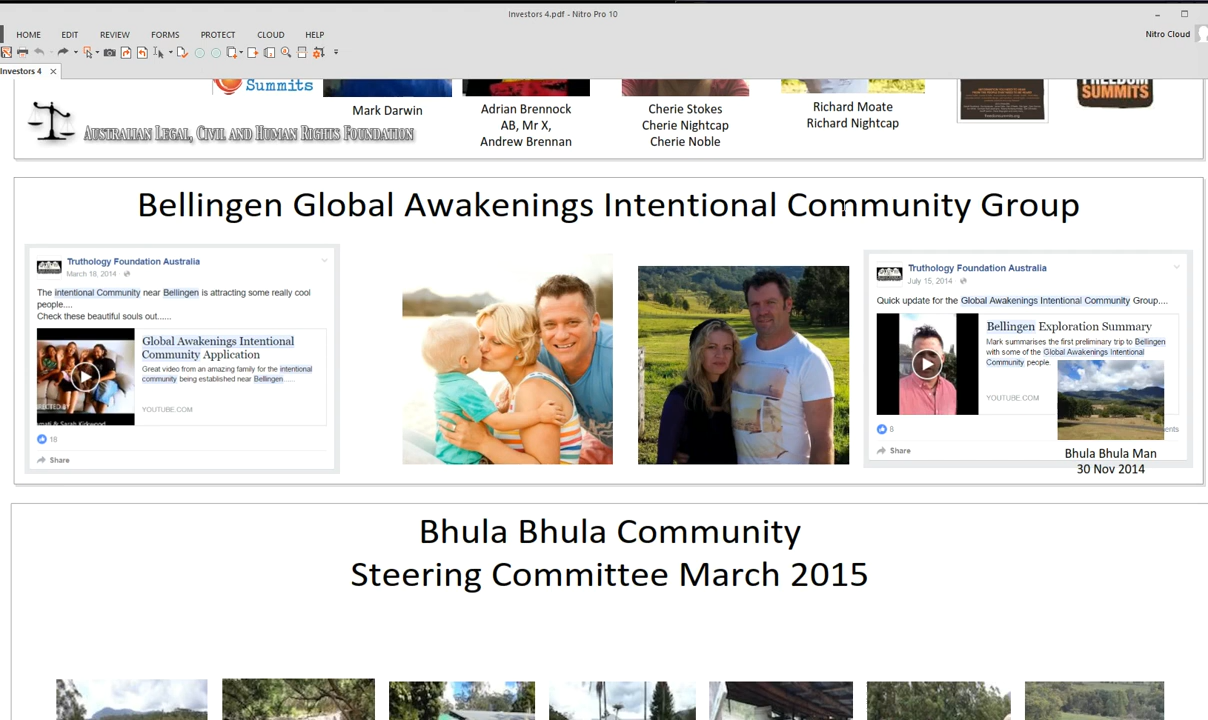 Investors 4.pdf - Nitro Pro 10
HOME EDIT REVIEW FORMS PROTECT CLOUD HELP
Nitro Cloud
Investors 4 ×
Summits
Mark Darwin
Adrian Brennock
AB, Mr X,
Andrew Brennan
Cherie Stokes
Cherie Nightcap
Cherie Noble
Richard Moate
Richard Nightcap
FREEDOM
SUMMITS
AUSTRALIAN LEGAL, CIVIL AND HUMAN RIGHTS FOUNDATION
Bellingen Global Awakenings Intentional Community Group
Truthology Foundation Australia
March 18, 2014
The intentional Community near Bellingen is attracting some really cool
people....
Check these beautiful souls out......
Global Awakenings Intentional
Community Application
Great video from an amazing family for the intentional
community being established near Bellingen......
YOUTUBE.COM
18
Share
Truthology Foundation Australia
July 15, 2014
Quick update for the Global Awakenings Intentional Community Group....
Bellingen Exploration Summary
Mark summarises the first preliminary trip to Bellingen
with some of the Global Awakenings Intentional
Community people.
YOUTUBE.COM
8
ents
Share
Bhula Bhula Man
30 Nov 2014
Bhula Bhula Community
Steering Committee March 2015